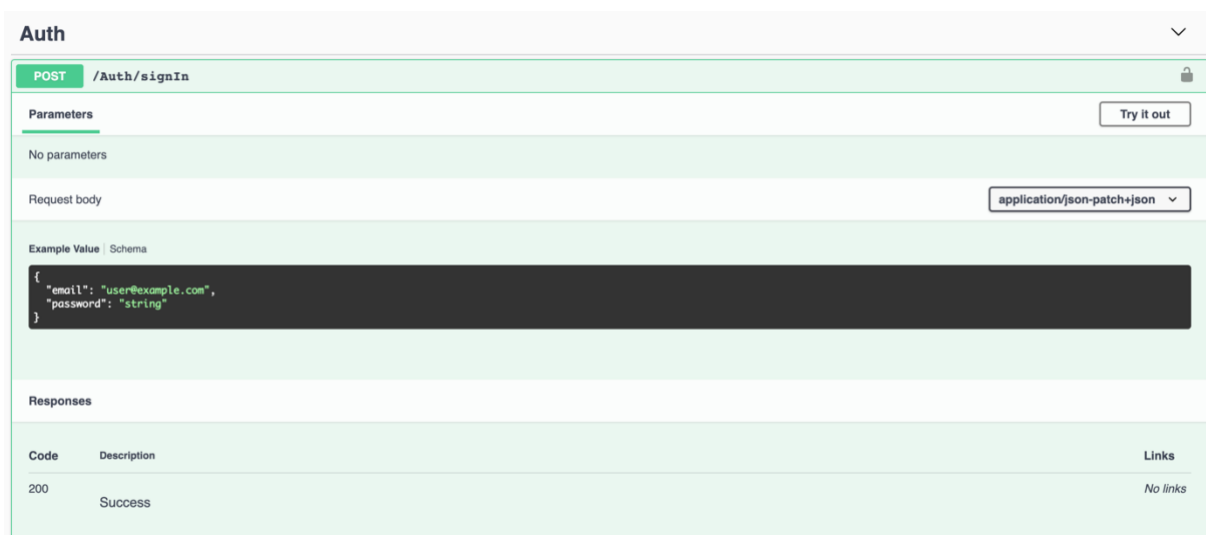 Auth
POST /Auth/signIn
Parameters
Try it out
No parameters
Request body
application/json-patch+json
Example Value | Schema
{
"email": "user@example.com",
"password": "string"
}
Responses
Code Description Links
200 Success No links